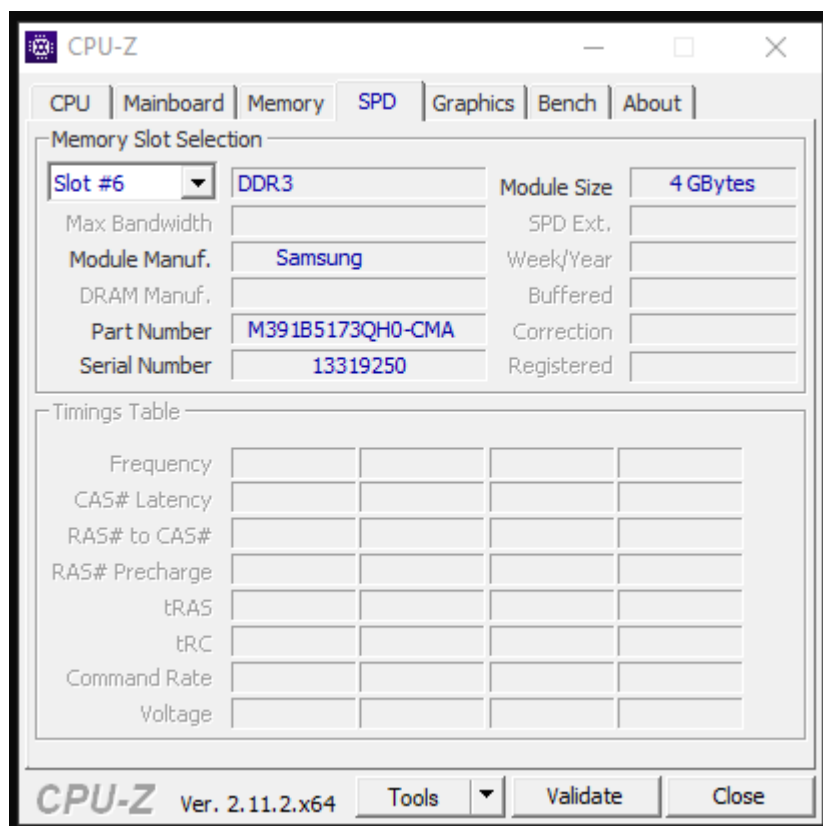 CPU-Z
CPU Mainboard Memory SPD Graphics Bench About
Memory Slot Selection
Slot #6 DDR3 Module Size 4 GBytes
Max Bandwidth SPD Ext.
Module Manuf. Samsung Week/Year
DRAM Manuf. Buffered
Part Number M391B5173QH0-CMA Correction
Serial Number 13319250 Registered
Timings Table
Frequency
CAS# Latency
RAS# to CAS#
RAS# Precharge
tRAS
tRC
Command Rate
Voltage
CPU-Z Ver. 2.11.2.x64 Tools Validate Close